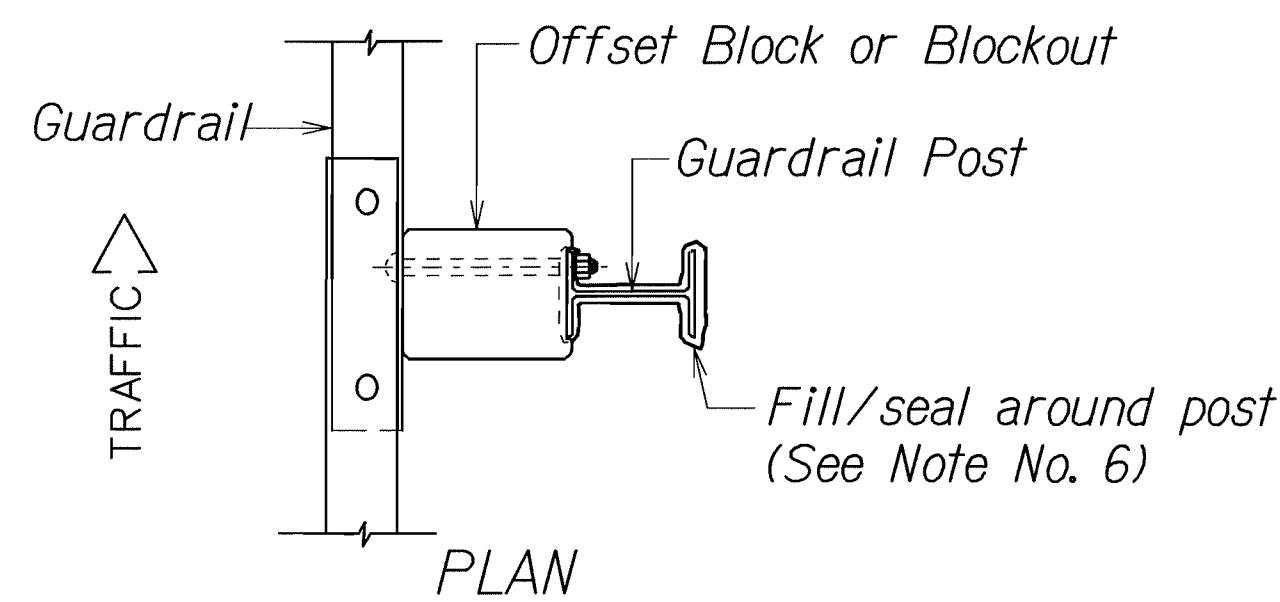 Offset Block or Blockout
Guardrail
Guardrail Post
TRAFFIC
Fill/seal around post
(See Note No. 6)
PLAN